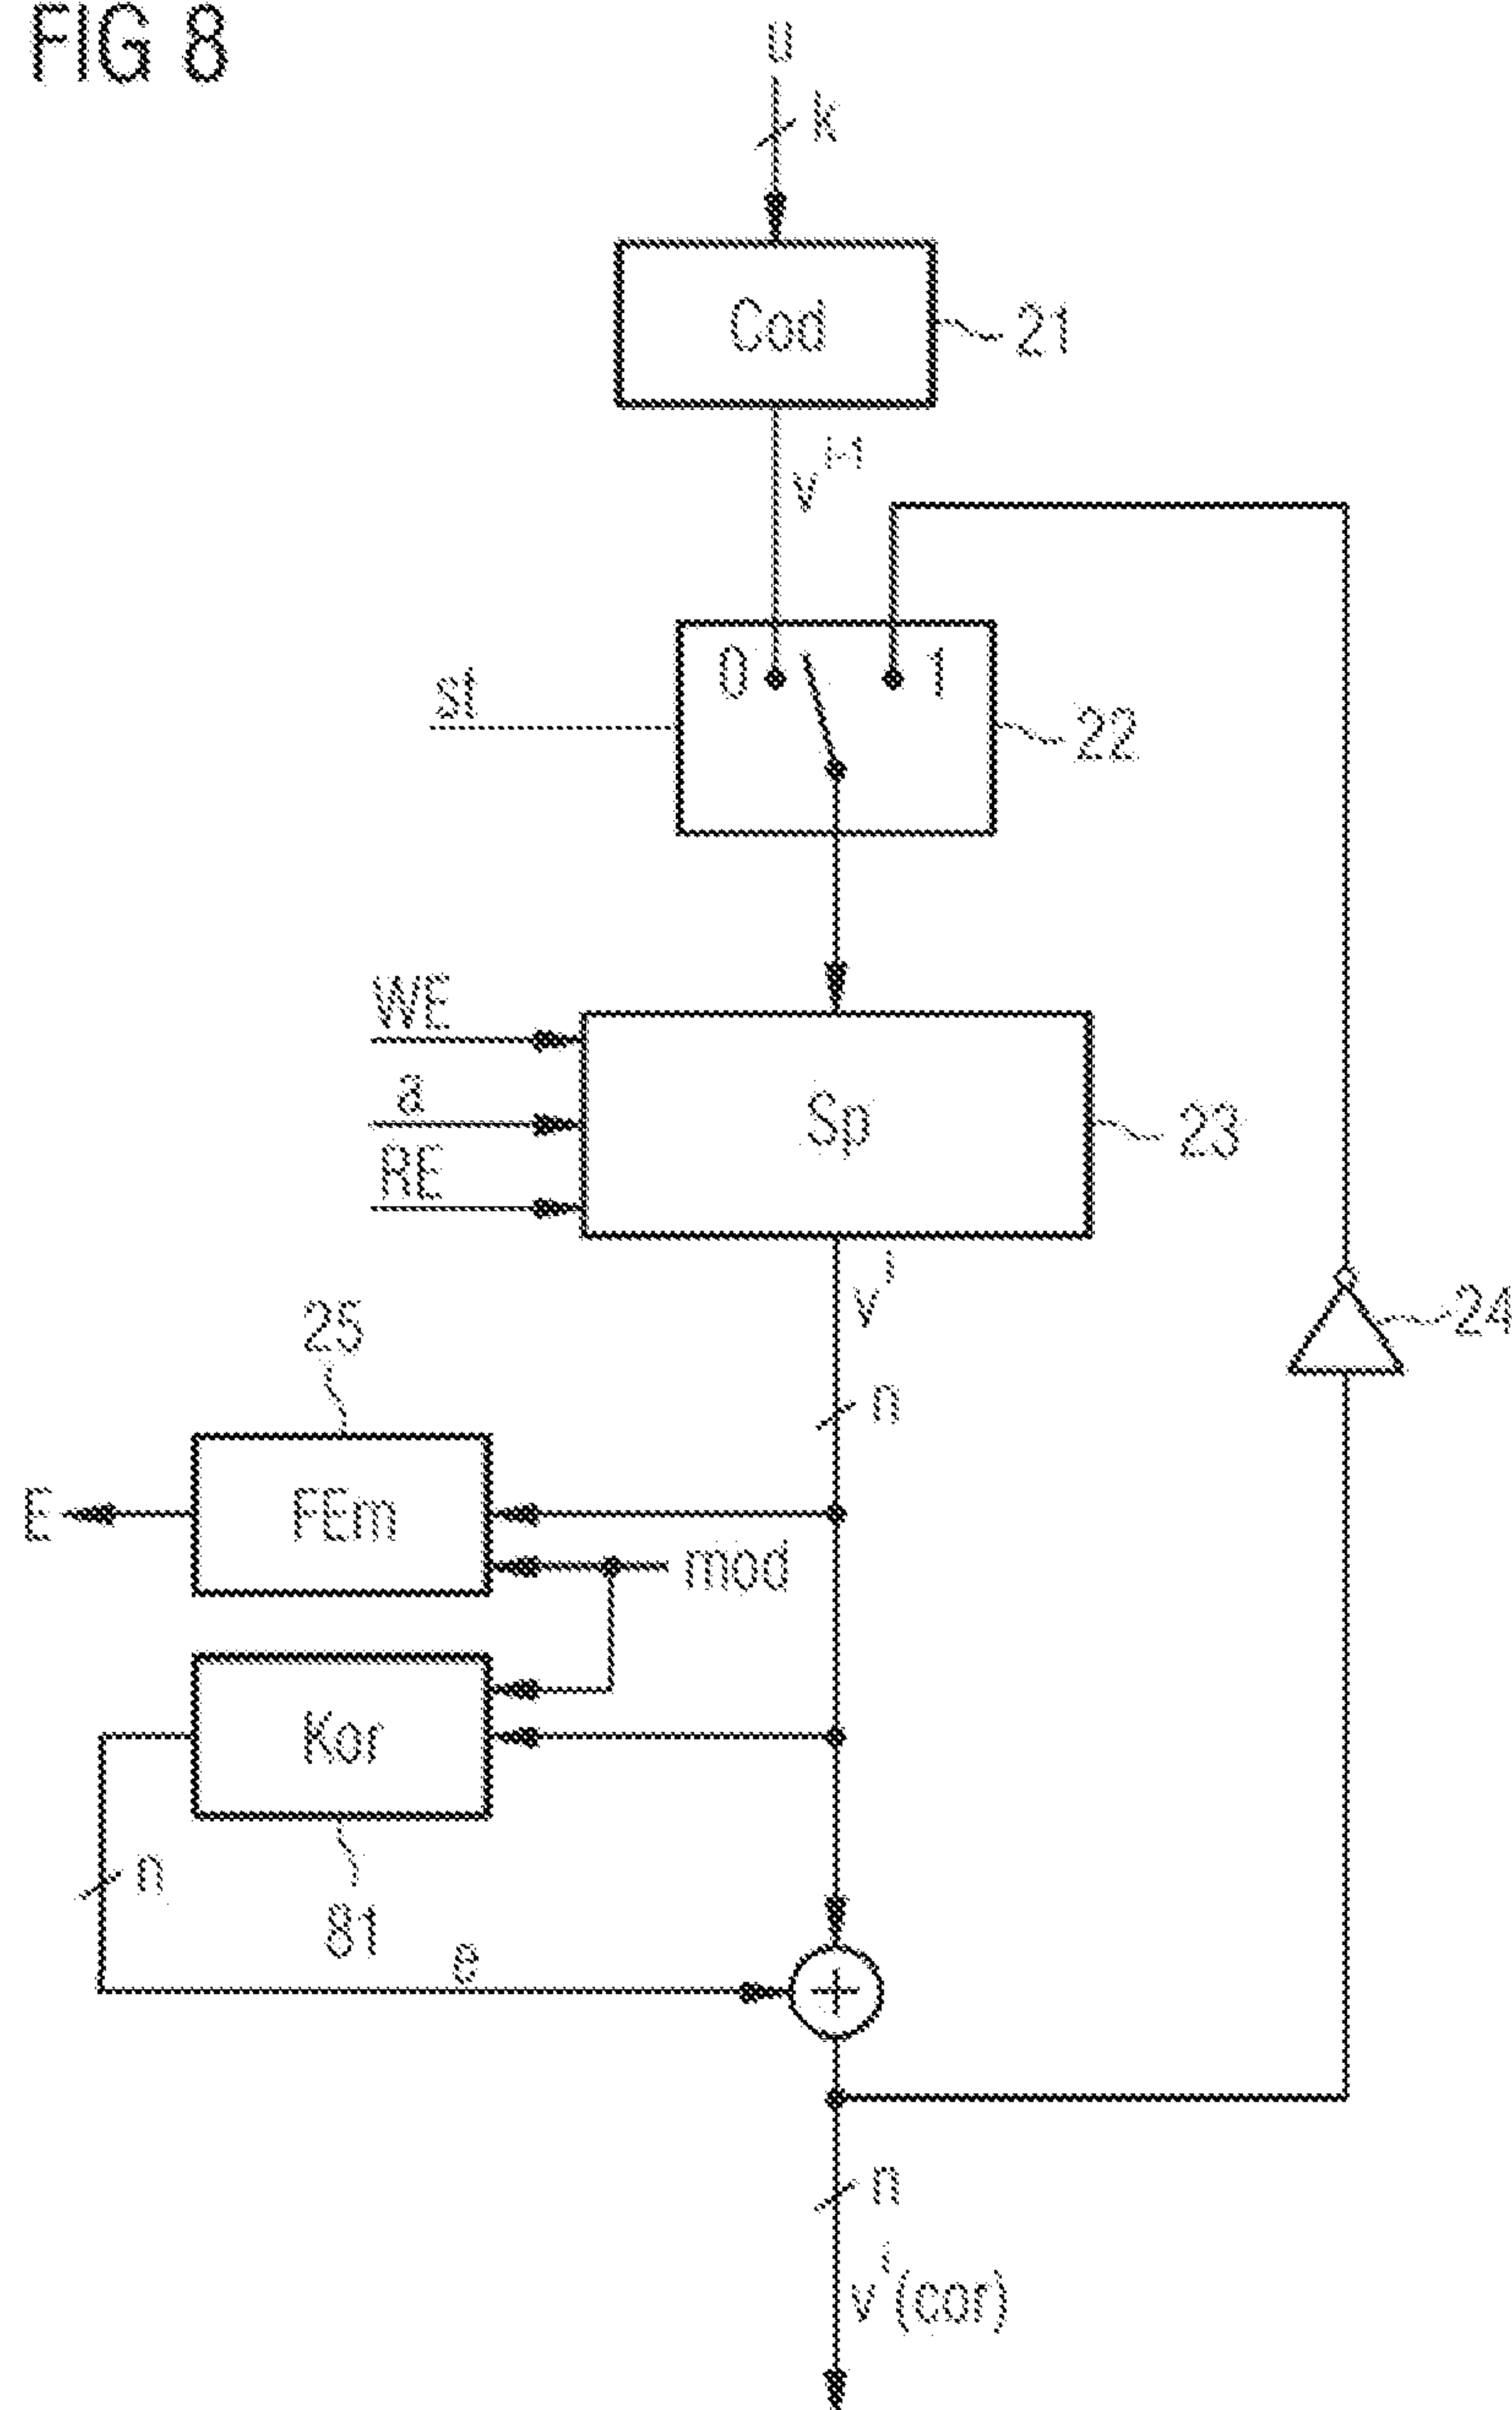 FIG 8
u
k
Cod
21
v^i-1
0
1
st
22
WE
a
RE
Sp
23
v^i
24
25
n
FEm
E
mod
Kor
n
81
e
+
n
v^i(cor)